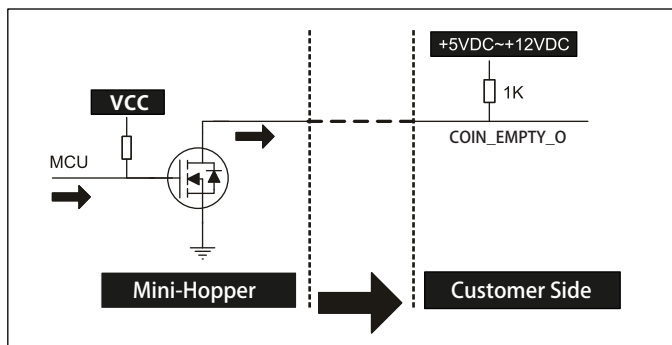 +5VDC~+12VDC
VCC
1K
MCU
COIN_EMPTY_O
Mini-Hopper
Customer Side